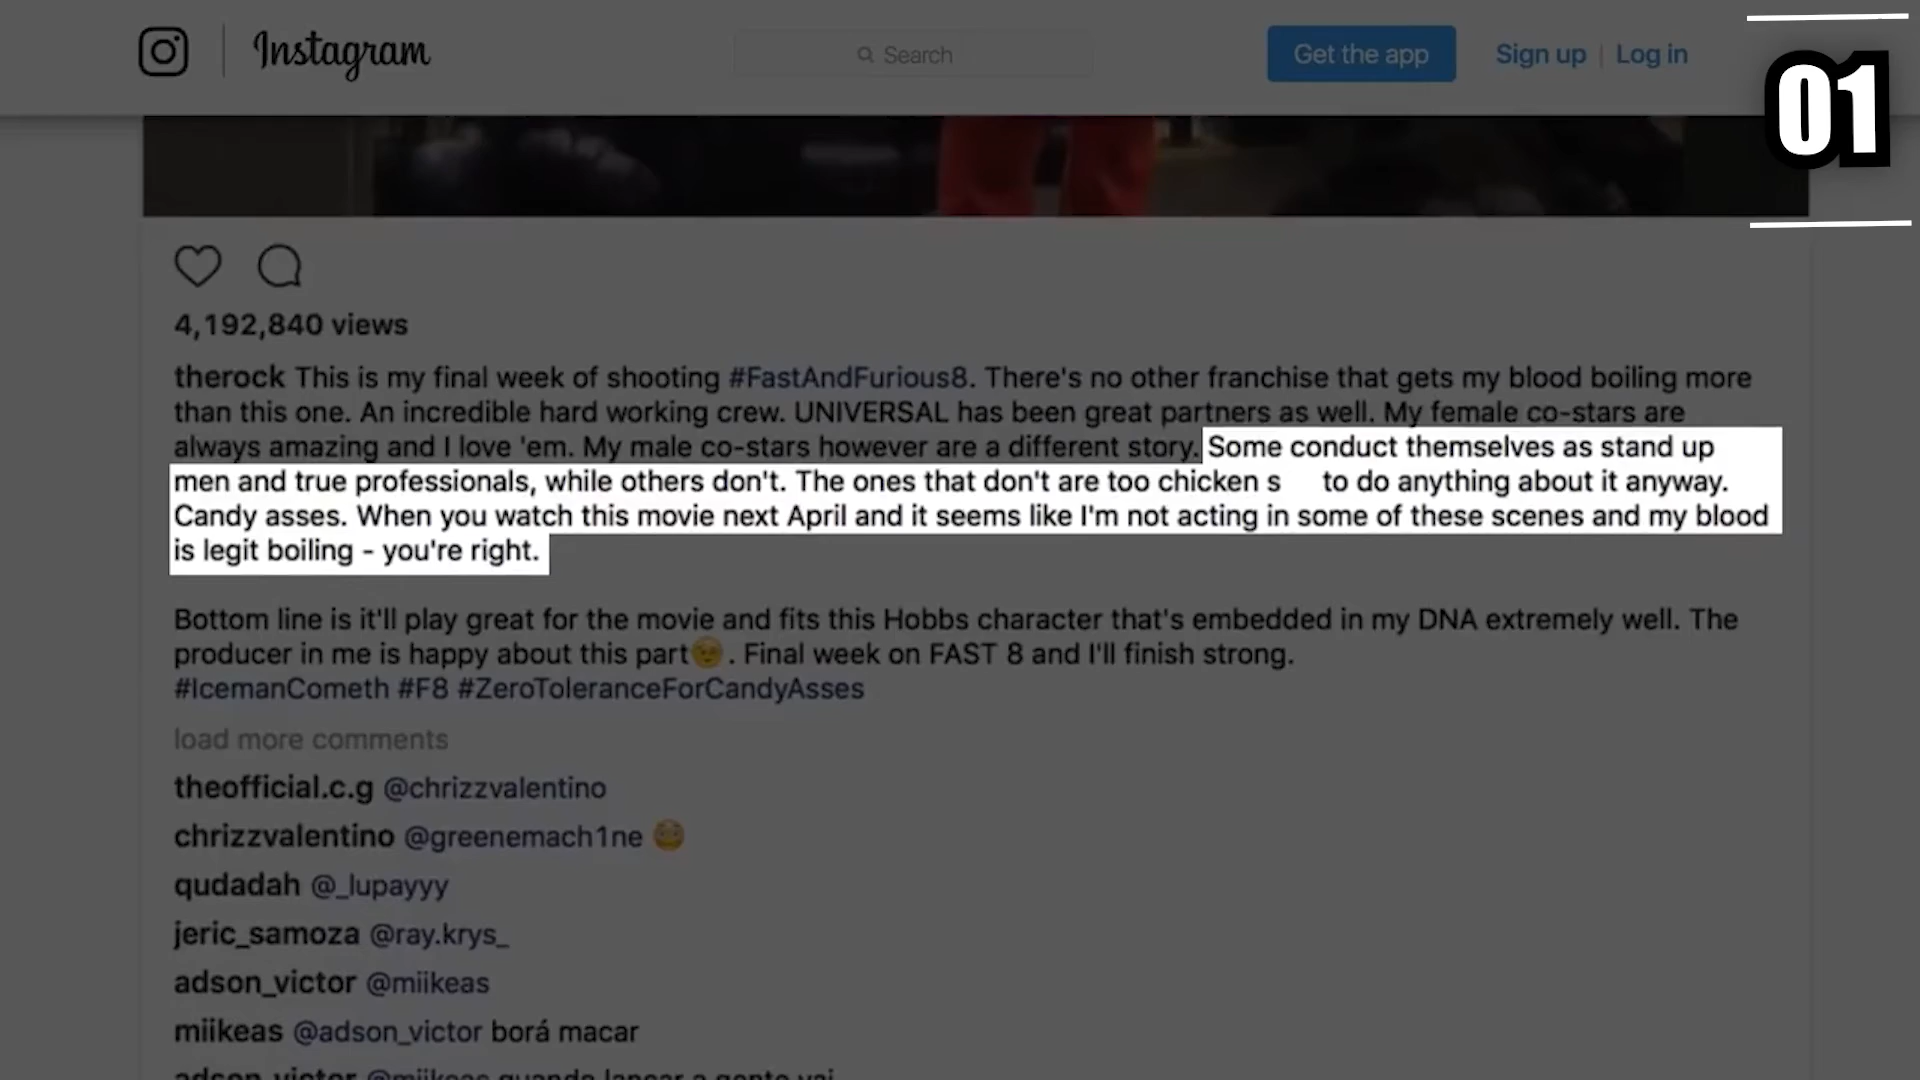 Instagram
Search
Get the app
Sign up | Log in
01
4,192,840 views
therock This is my final week of shooting #FastAndFurious8. There's no other franchise that gets my blood boiling more
than this one. An incredible hard working crew. UNIVERSAL has been great partners as well. My female co-stars are
always amazing and I love 'em. My male co-stars however are a different story. Some conduct themselves as stand up
men and true professionals, while others don't. The ones that don't are too chicken s to do anything about it anyway.
Candy asses. When you watch this movie next April and it seems like I'm not acting in some of these scenes and my blood
is legit boiling - you're right.
Bottom line is it'll play great for the movie and fits this Hobbs character that's embedded in my DNA extremely well. The
producer in me is happy about this part😉. Final week on FAST 8 and I'll finish strong.
#IcemanCometh #F8 #ZeroToleranceForCandyAsses
load more comments
theofficial.c.g @chrizzvalentino
chrizzvalentino @greenemach1ne 😳
qudadah @_lupayyy
jeric_samoza @ray.krys_
adson_victor @miikeas
miikeas @adson_victor borá macar
adson_victor @miikeas quando lançar a gente vai